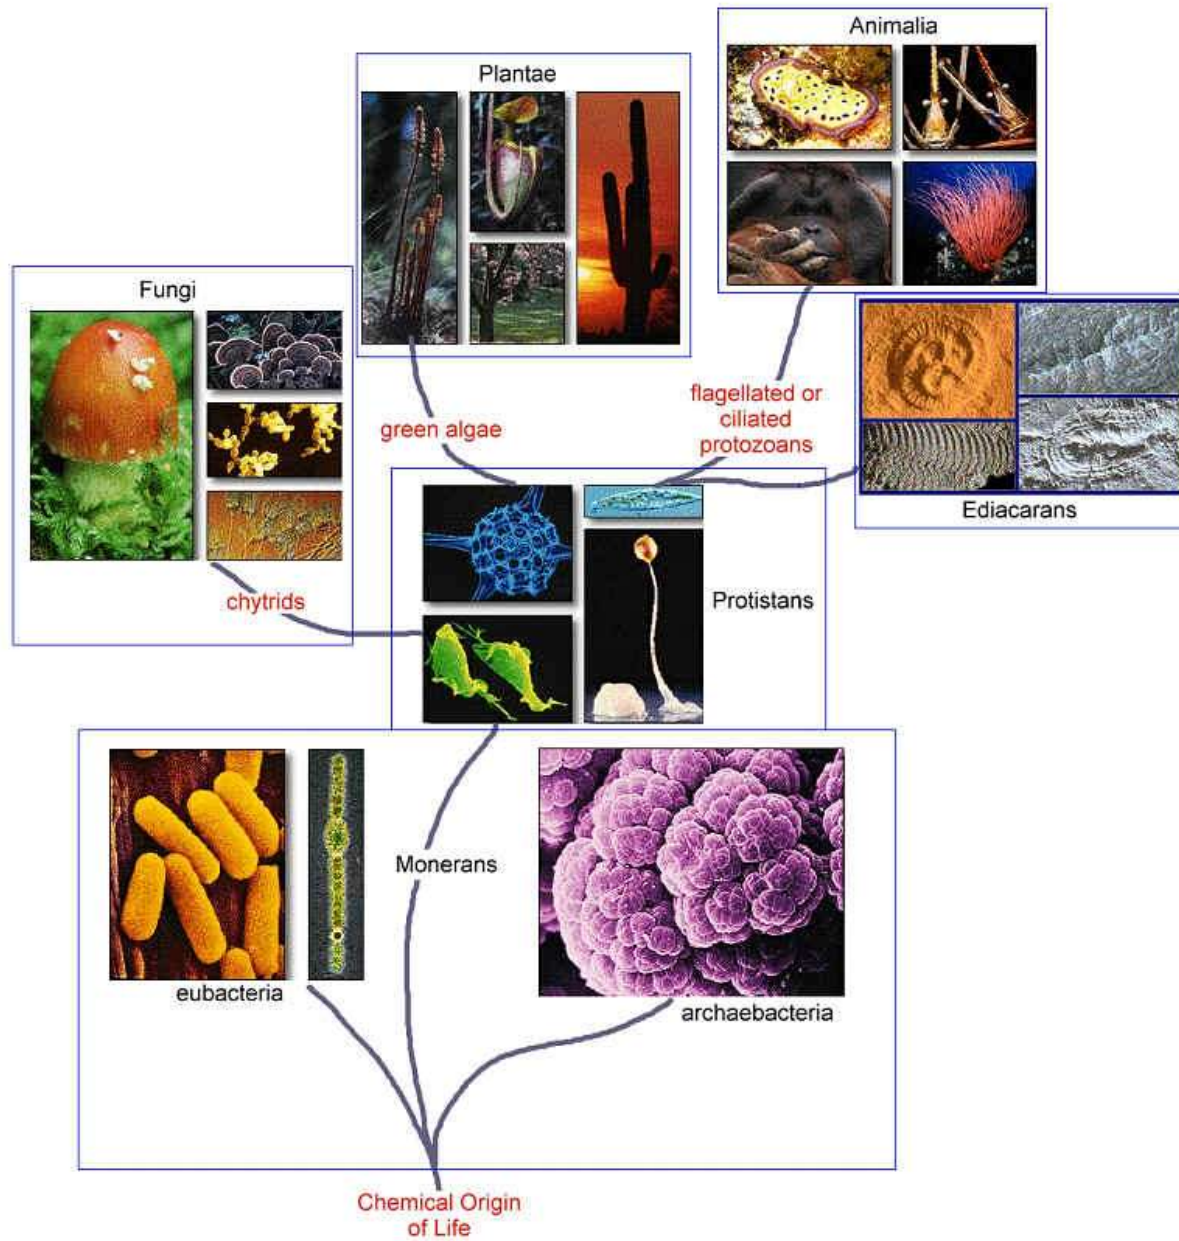 Animalia
Plantae
Fungi
flagellated or
ciliated
protozoans
green algae
Ediacarans
chytrids
Protistans
Monerans
eubacteria
archaebacteria
Chemical Origin
of Life